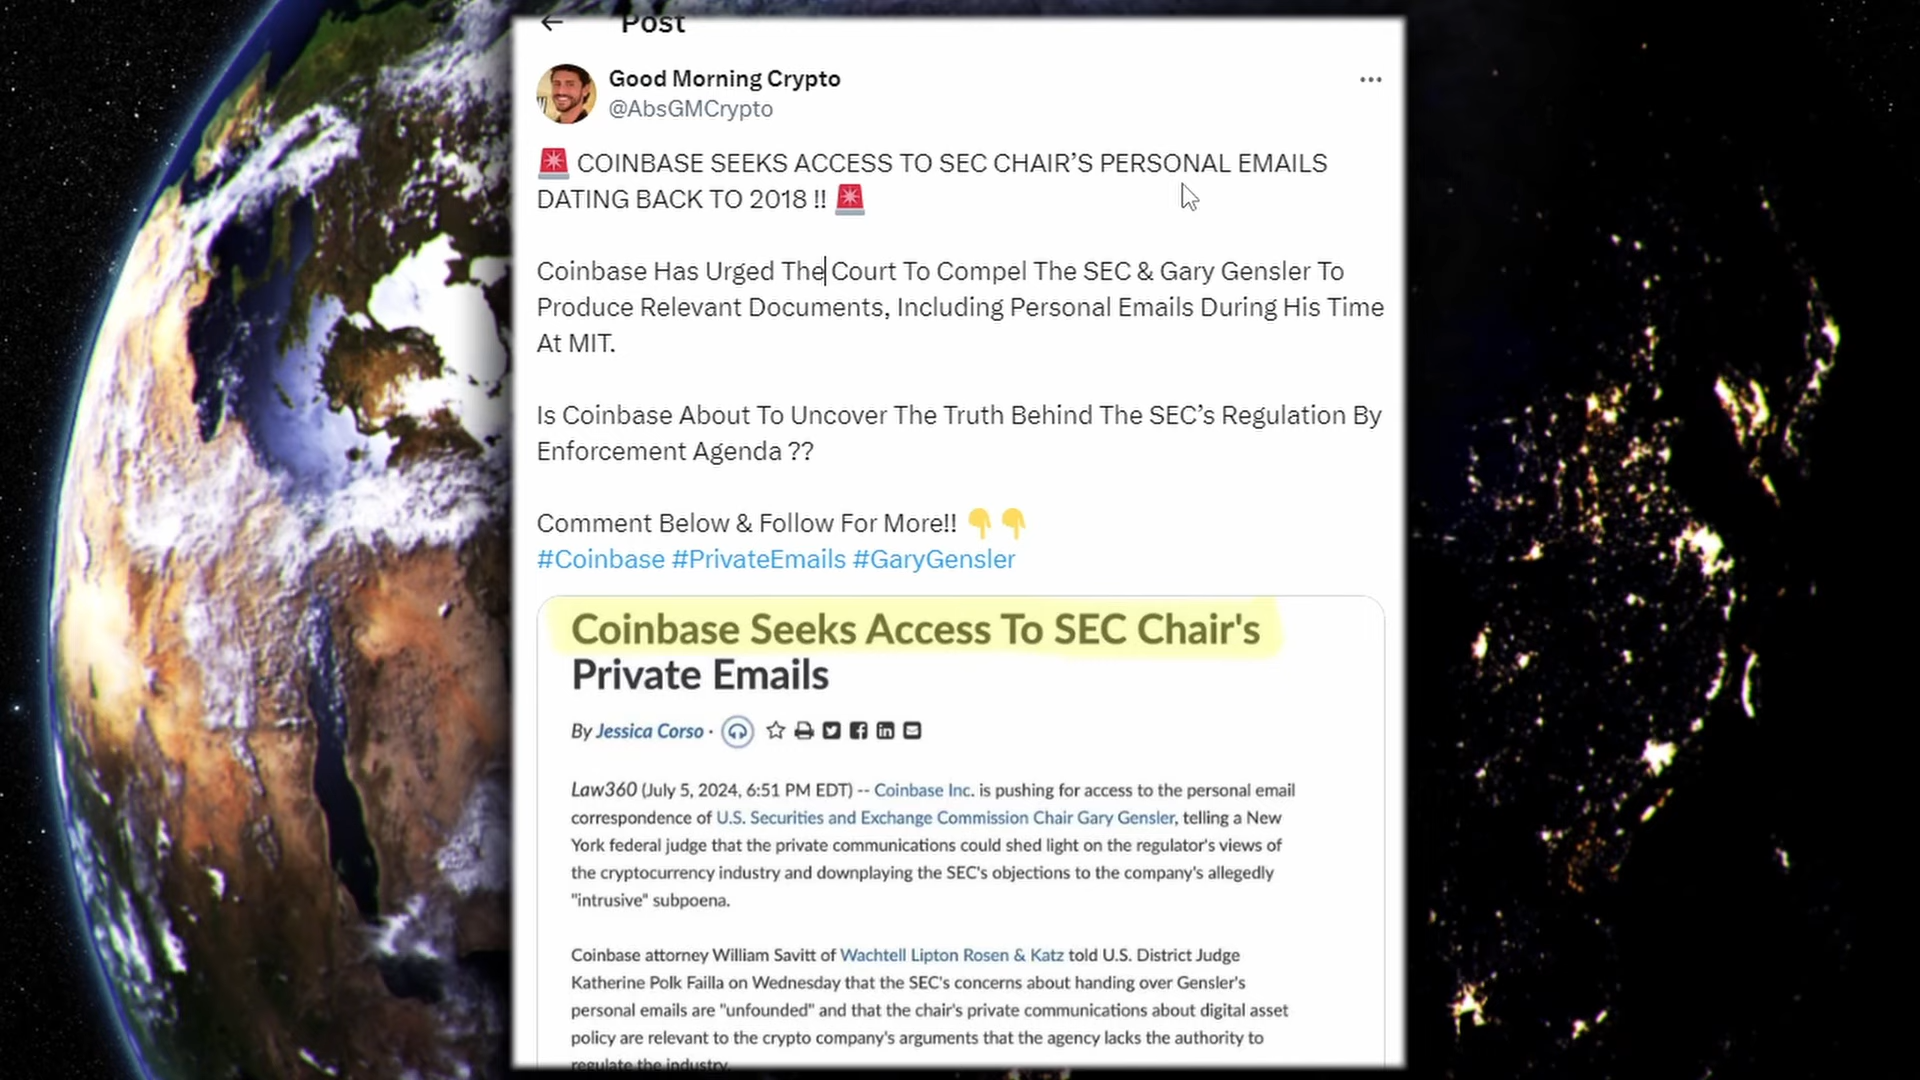 Post
Good Morning Crypto
@AbsGMCrypto
🚨 COINBASE SEEKS ACCESS TO SEC CHAIR’S PERSONAL EMAILS
DATING BACK TO 2018 !! 🚨
Coinbase Has Urged The Court To Compel The SEC & Gary Gensler To
Produce Relevant Documents, Including Personal Emails During His Time
At MIT.
Is Coinbase About To Uncover The Truth Behind The SEC’s Regulation By
Enforcement Agenda ??
Comment Below & Follow For More!! 👇👇
#Coinbase #PrivateEmails #GaryGensler
Coinbase Seeks Access To SEC Chair's
Private Emails
By Jessica Corso ·
Law360 (July 5, 2024, 6:51 PM EDT) -- Coinbase Inc. is pushing for access to the personal email
correspondence of U.S. Securities and Exchange Commission Chair Gary Gensler, telling a New
York federal judge that the private communications could shed light on the regulator's views of
the cryptocurrency industry and downplaying the SEC's objections to the company's allegedly
"intrusive" subpoena.
Coinbase attorney William Savitt of Wachtell Lipton Rosen & Katz told U.S. District Judge
Katherine Polk Failla on Wednesday that the SEC's concerns about handing over Gensler's
personal emails are "unfounded" and that the chair's private communications about digital asset
policy are relevant to the crypto company's arguments that the agency lacks the authority to
regulate the industry.